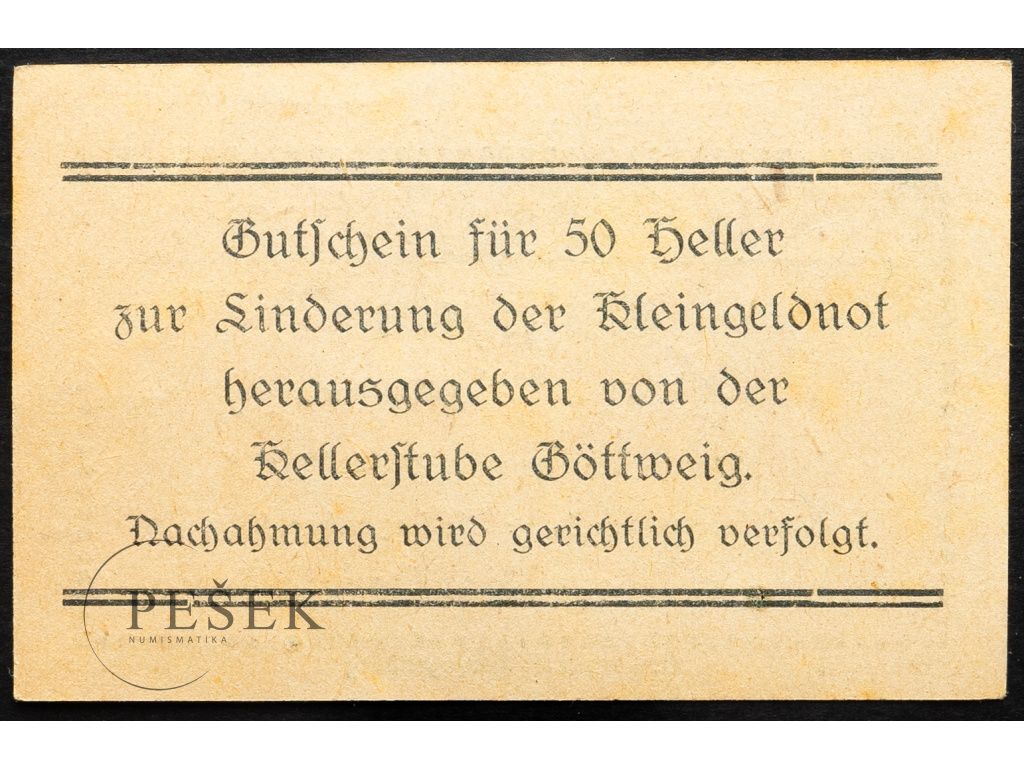 Gutschein für 50 Heller
zur Linderung der Kleingeldnot
herausgegeben von der
Kellerstube Göttweig.
Nachahmung wird gerichtlich verfolgt.
PEŠEK
NUMISMATIKA